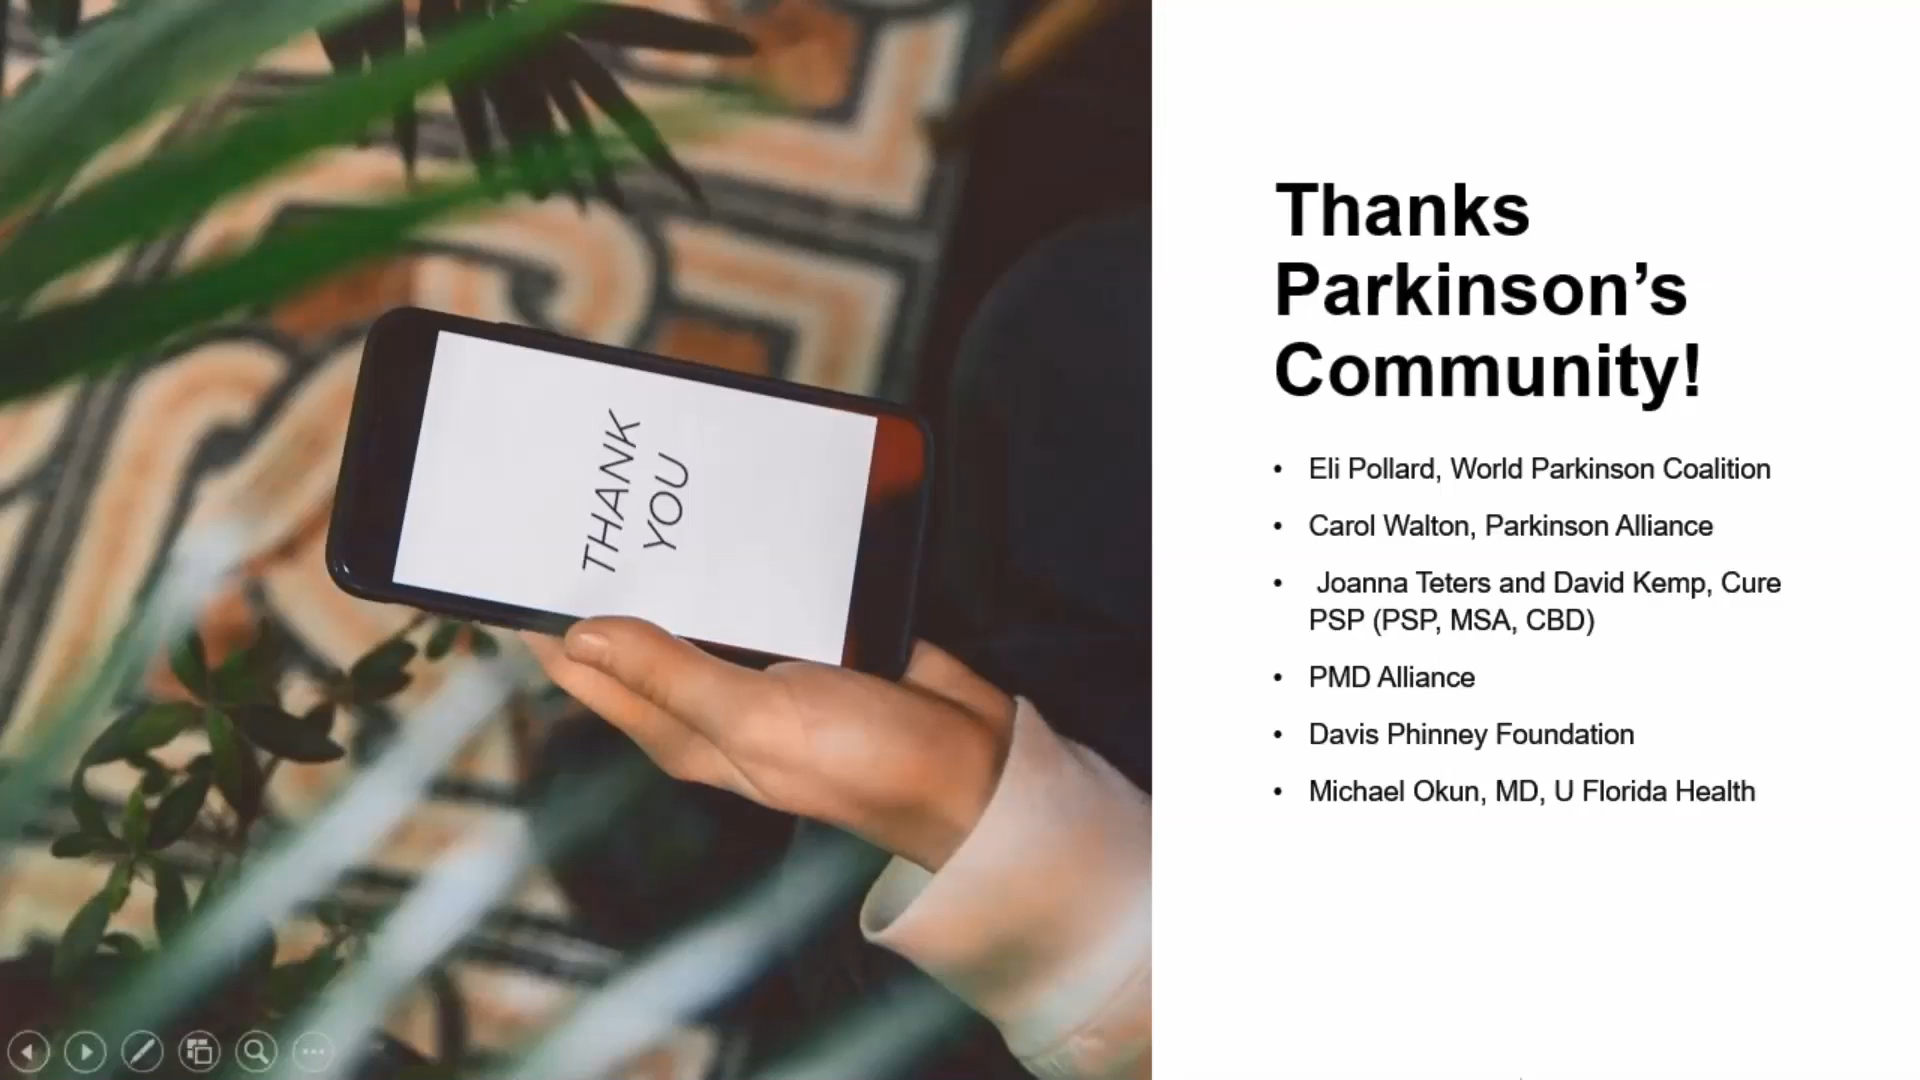 THANK
YOU
Thanks
Parkinson’s
Community!
• Eli Pollard, World Parkinson Coalition
• Carol Walton, Parkinson Alliance
• Joanna Teters and David Kemp, Cure
PSP (PSP, MSA, CBD)
• PMD Alliance
• Davis Phinney Foundation
• Michael Okun, MD, U Florida Health